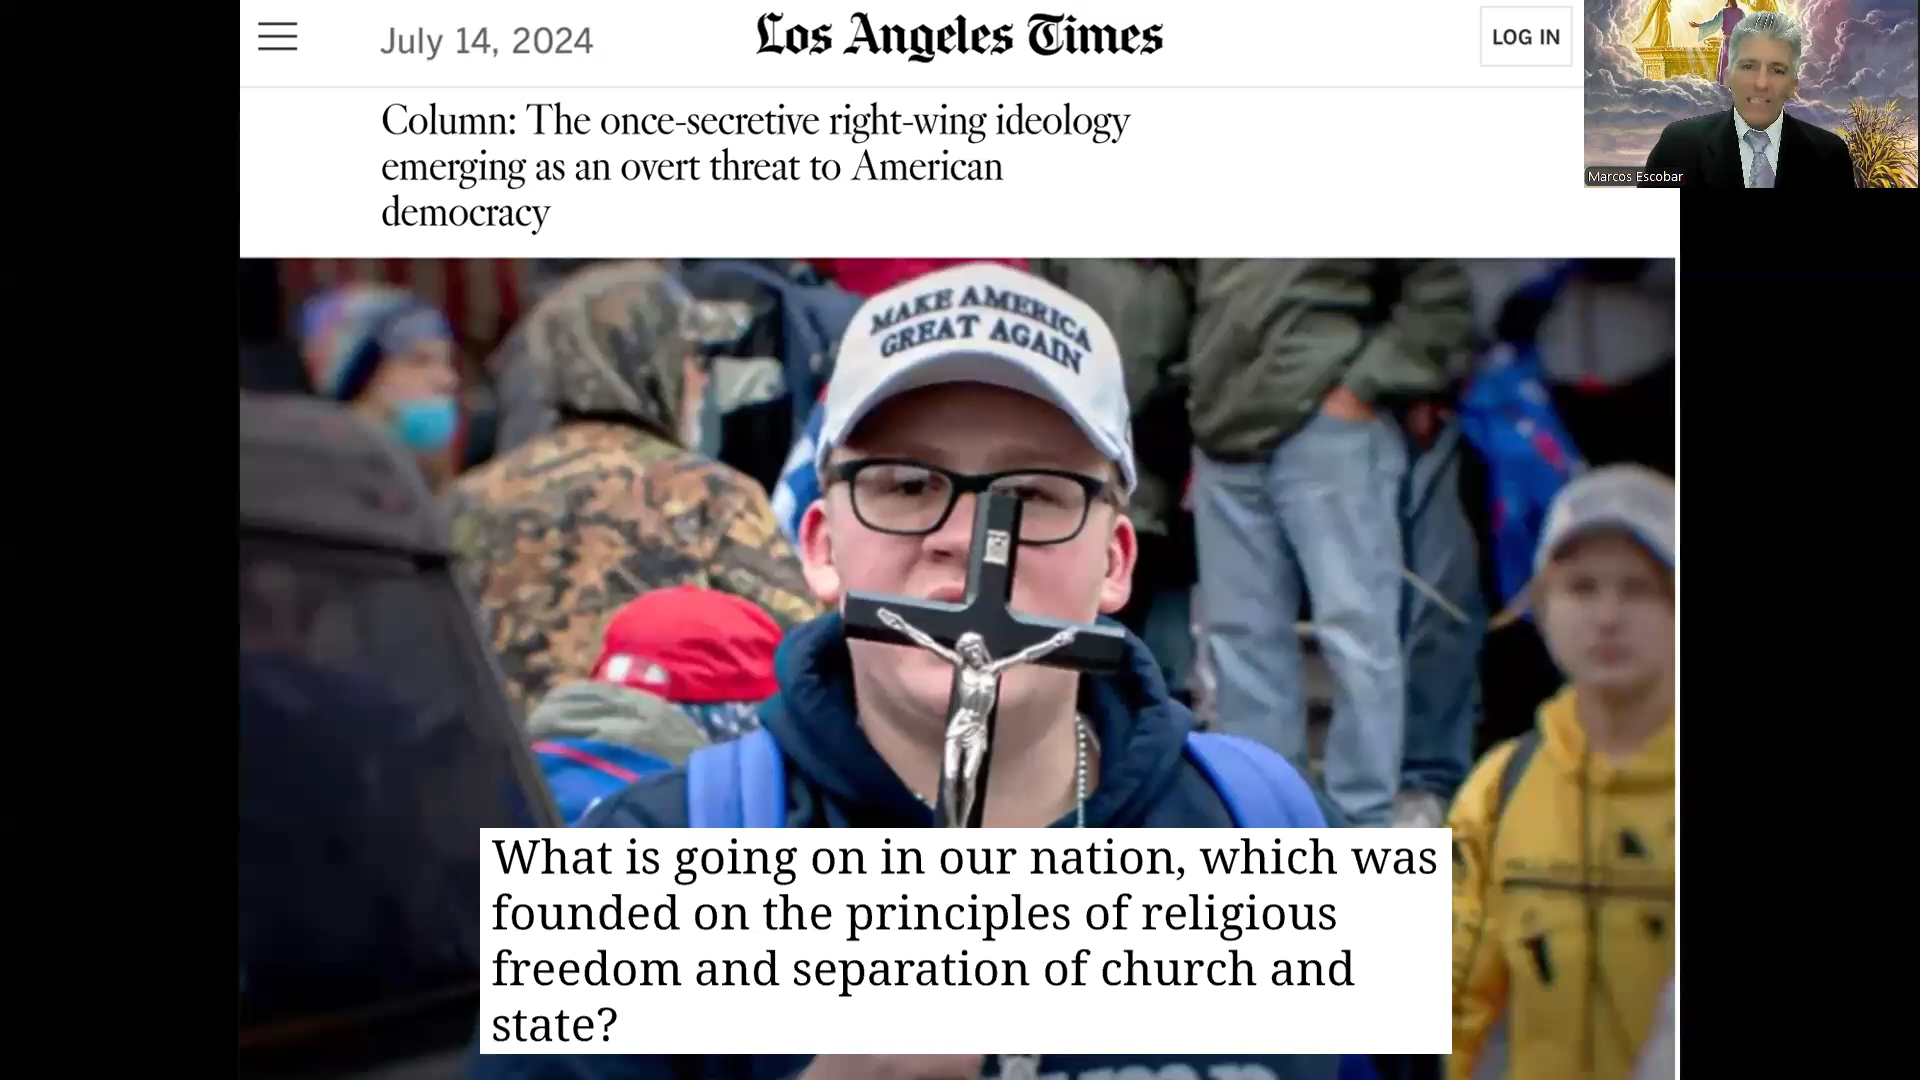 July 14, 2024
Los Angeles Times
LOG IN
Column: The once-secretive right-wing ideology
emerging as an overt threat to American
democracy
Marcos Escobar
MAKE AMERICA
GREAT AGAIN
What is going on in our nation, which was
founded on the principles of religious
freedom and separation of church and
state?